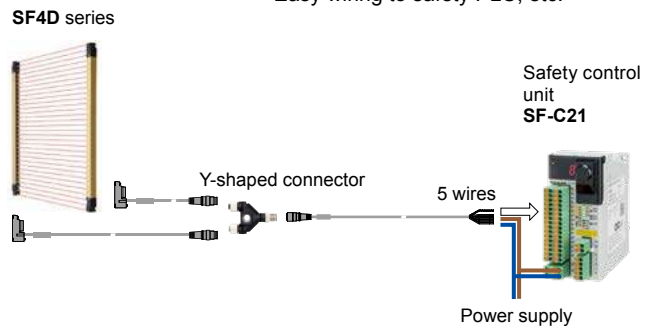 Easy wiring to safety PLC, etc.
SF4D series
Safety control
unit
SF-C21
Y-shaped connector
5 wires
Power supply